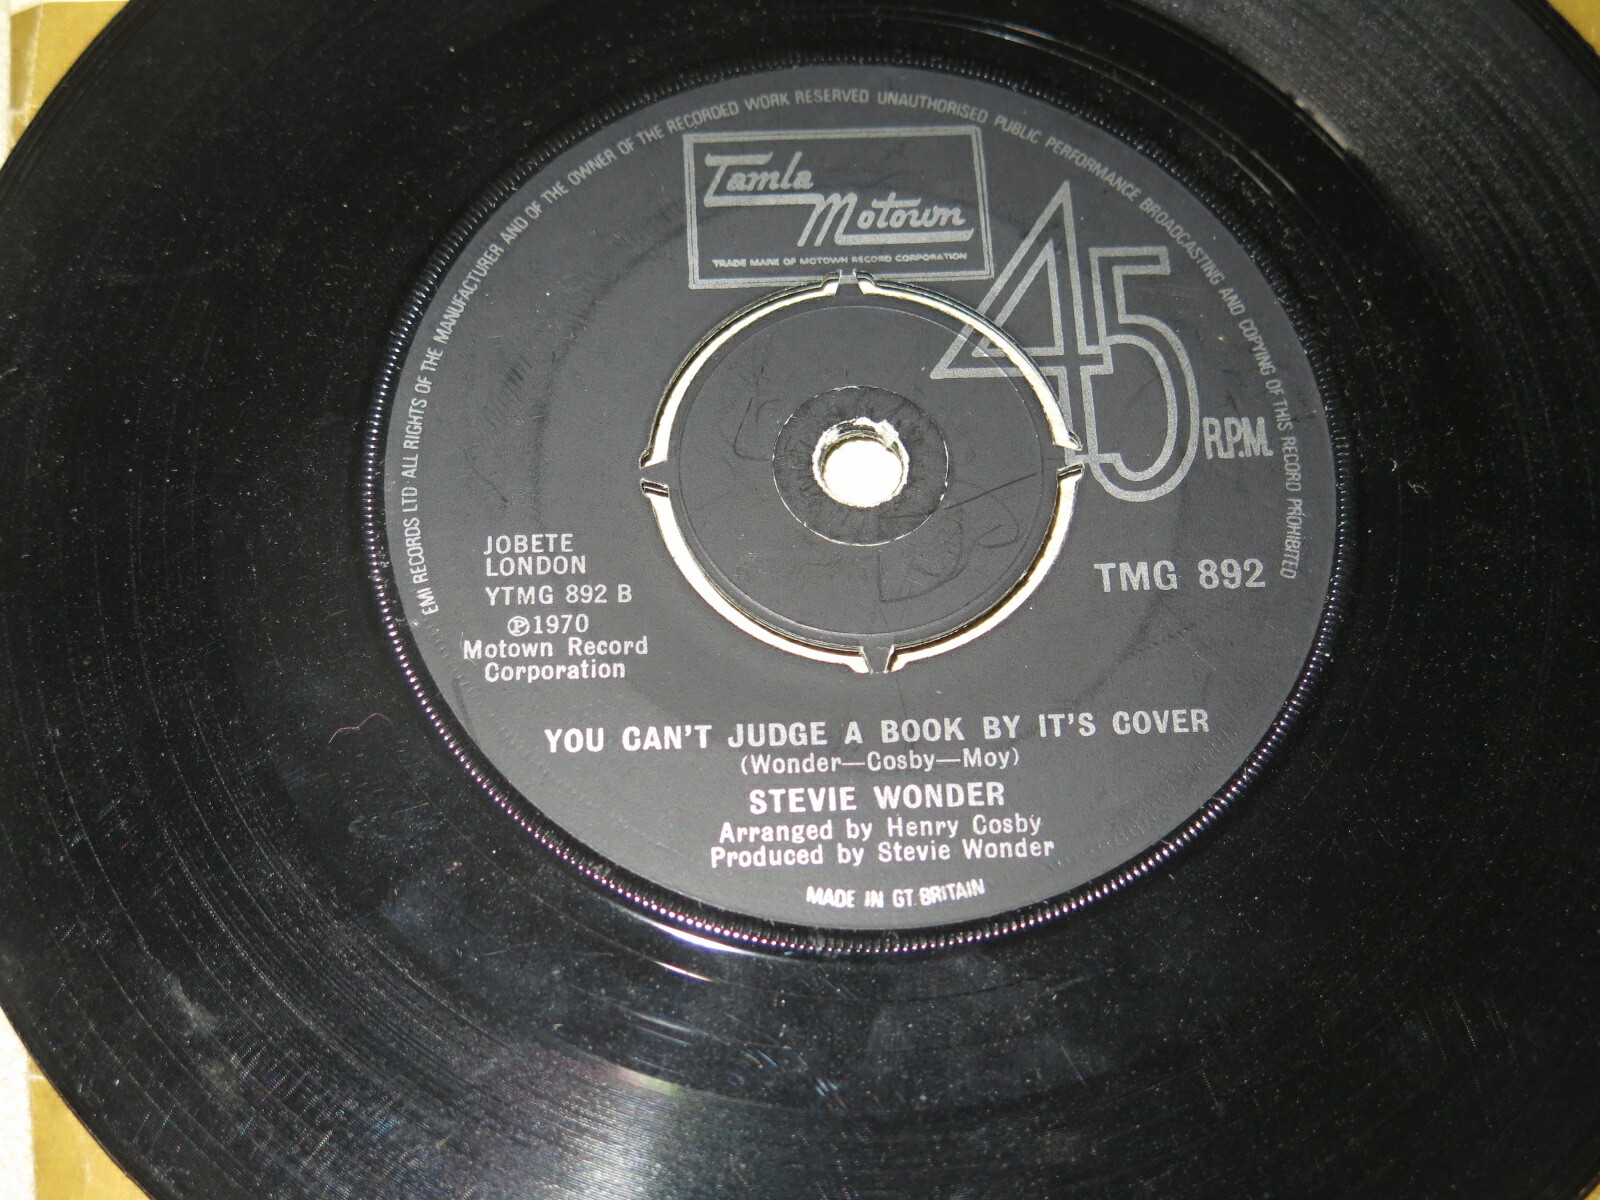 EMI RECORDS LTD ALL RIGHTS OF THE MANUFACTURER AND OF THE OWNER OF THE RECORDED WORK RESERVED UNAUTHORISED PUBLIC PERFORMANCE BROADCASTING AND COPYING OF THIS RECORD PROHIBITED
Tamla
Motown
TRADE MARK OF MOTOWN RECORD CORPORATION
45
R.P.M.
JOBETE
LONDON
YTMG 892 B
℗1970
Motown Record
Corporation
TMG 892
YOU CAN'T JUDGE A BOOK BY IT'S COVER
(Wonder—Cosby—Moy)
STEVIE WONDER
Arranged by Henry Cosby
Produced by Stevie Wonder
MADE IN GT. BRITAIN